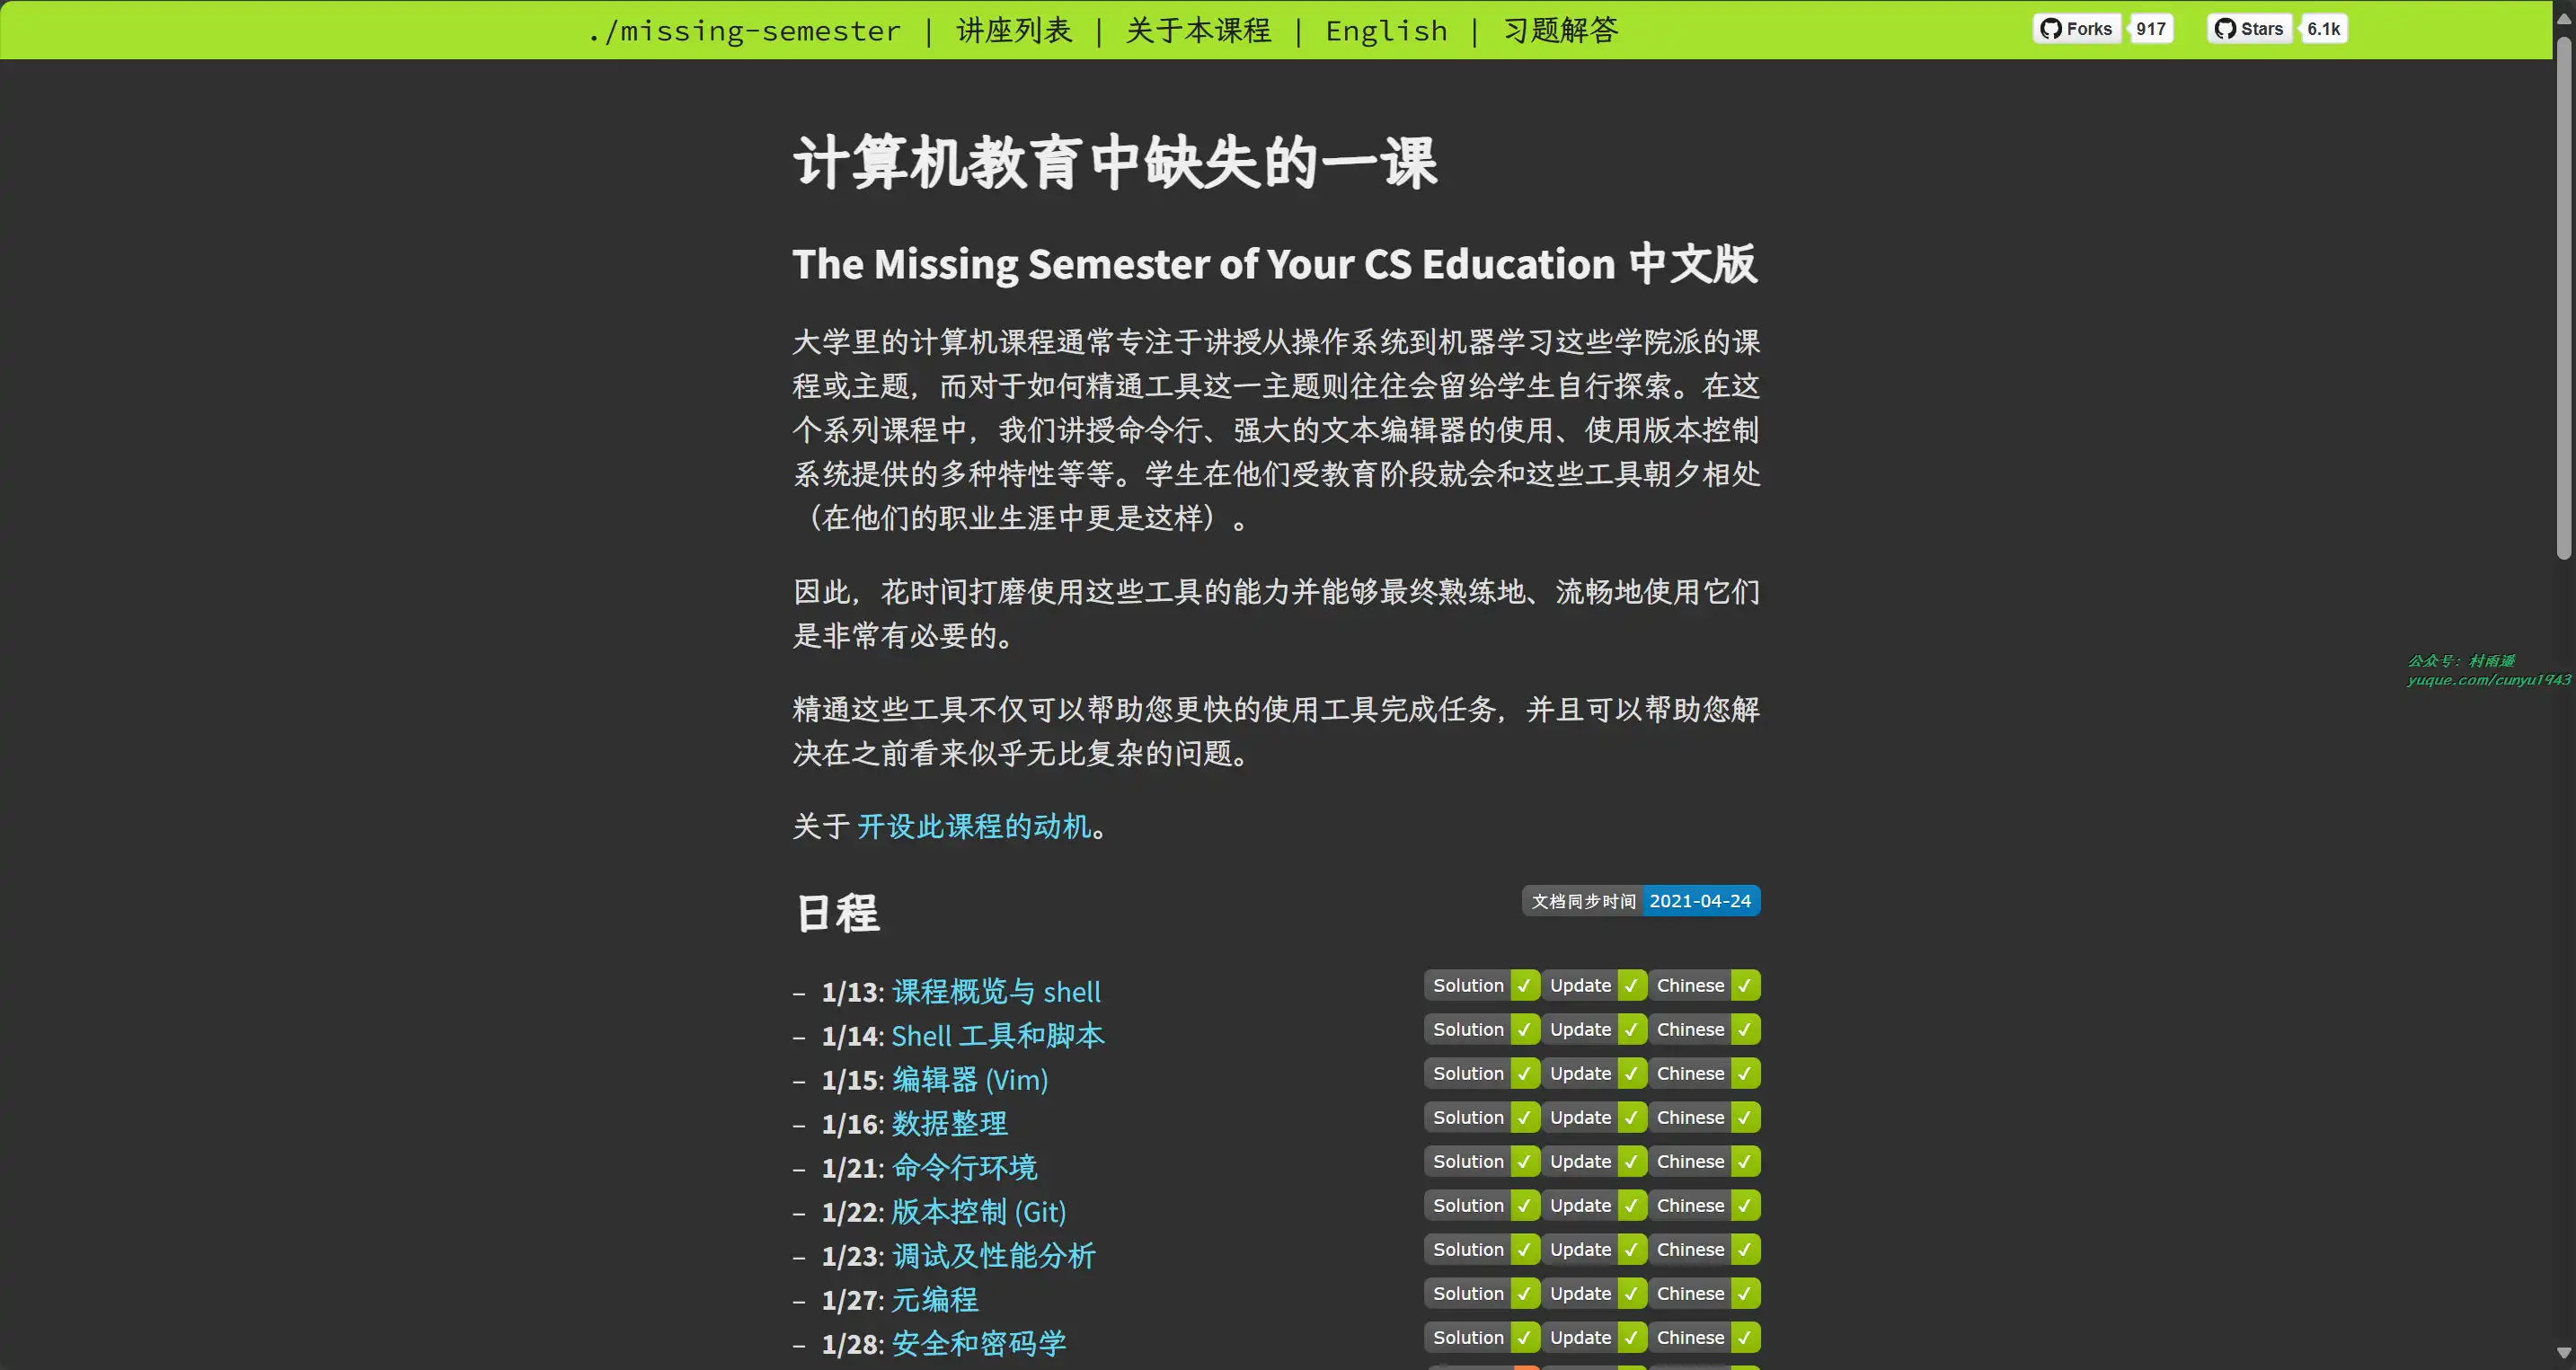 ./missing-semester | 讲座列表 | 关于本课程 | English | 习题解答
Forks 917 Stars 6.1k
计算机教育中缺失的一课
The Missing Semester of Your CS Education 中文版
大学里的计算机课程通常专注于讲授从操作系统到机器学习这些学院派的课
程或主题，而对于如何精通工具这一主题则往往会留给学生自行探索。在这
个系列课程中，我们讲授命令行、强大的文本编辑器的使用、使用版本控制
系统提供的多种特性等等。学生在他们受教育阶段就会和这些工具朝夕相处
（在他们的职业生涯中更是这样）。
因此，花时间打磨使用这些工具的能力并能够最终熟练地、流畅地使用它们
是非常有必要的。
公众号：村雨遥
yuque.com/cunyu1943
精通这些工具不仅可以帮助您更快的使用工具完成任务，并且可以帮助您解
决在之前看来似乎无比复杂的问题。
关于 开设此课程的动机。
日程 文档同步时间 2021-04-24
– 1/13: 课程概览与 shell Solution ✓ Update ✓ Chinese ✓
– 1/14: Shell 工具和脚本 Solution ✓ Update ✓ Chinese ✓
– 1/15: 编辑器 (Vim) Solution ✓ Update ✓ Chinese ✓
– 1/16: 数据整理 Solution ✓ Update ✓ Chinese ✓
– 1/21: 命令行环境 Solution ✓ Update ✓ Chinese ✓
– 1/22: 版本控制 (Git) Solution ✓ Update ✓ Chinese ✓
– 1/23: 调试及性能分析 Solution ✓ Update ✓ Chinese ✓
– 1/27: 元编程 Solution ✓ Update ✓ Chinese ✓
– 1/28: 安全和密码学 Solution ✓ Update ✓ Chinese ✓